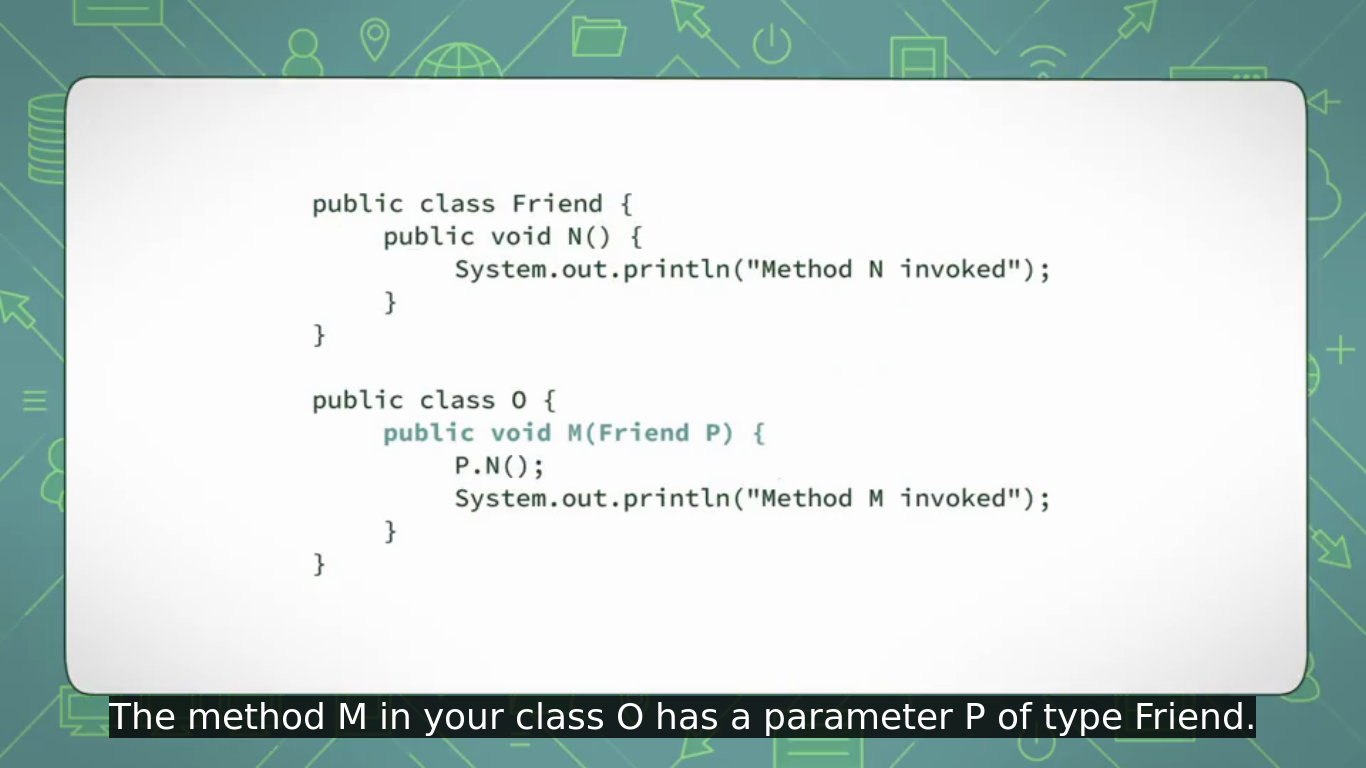 public class Friend {
public void N() {
System.out.println("Method N invoked");
}
}
public class O {
public void M(Friend P) {
P.N();
System.out.println("Method M invoked");
}
}
The method M in your class O has a parameter P of type Friend.